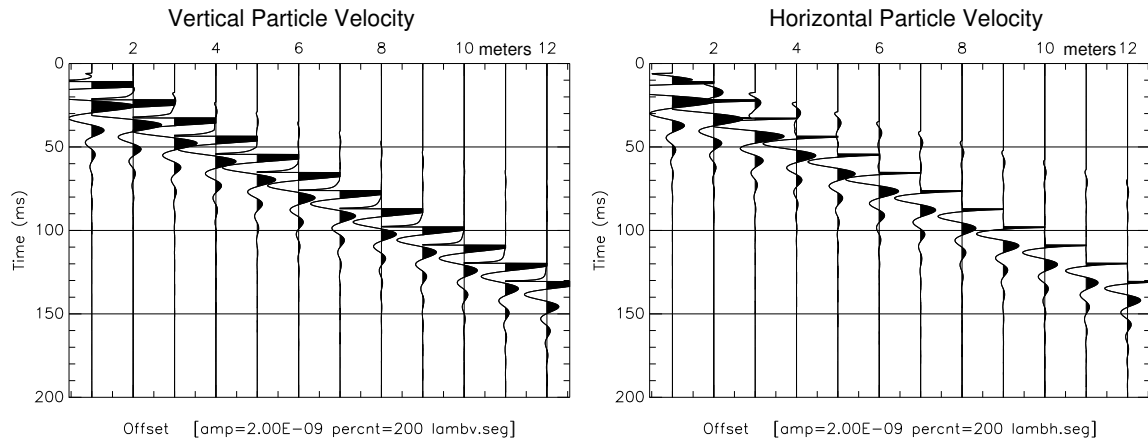 Vertical Particle Velocity
2 4 6 8 10 meters 12
0
50
100
150
200
Time (ms)
Offset [amp=2.00E-09 percnt=200 lambv.seg]
Horizontal Particle Velocity
2 4 6 8 10 meters 12
0
50
100
150
200
Time (ms)
Offset [amp=2.00E-09 percnt=200 lambh.seg]